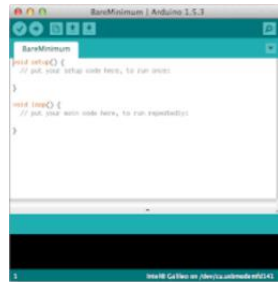 BareMinimum | Arduino 1.5.3
BareMinimum
void setup() {
// put your setup code here, to run once:
}
void loop() {
// put your main code here, to run repeatedly:
}
1
Intel® Galileo on /dev/cu.usbmodemfd141